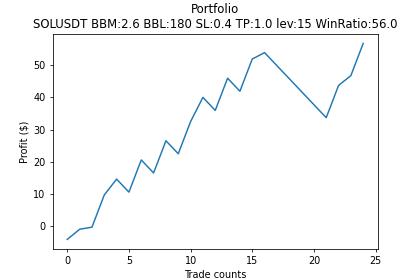 Portfolio
SOLUSDT BBM:2.6 BBL:180 SL:0.4 TP:1.0 lev:15 WinRatio:56.0
Profit ($)
50
40
30
20
10
0
0 5 10 15 20 25
Trade counts